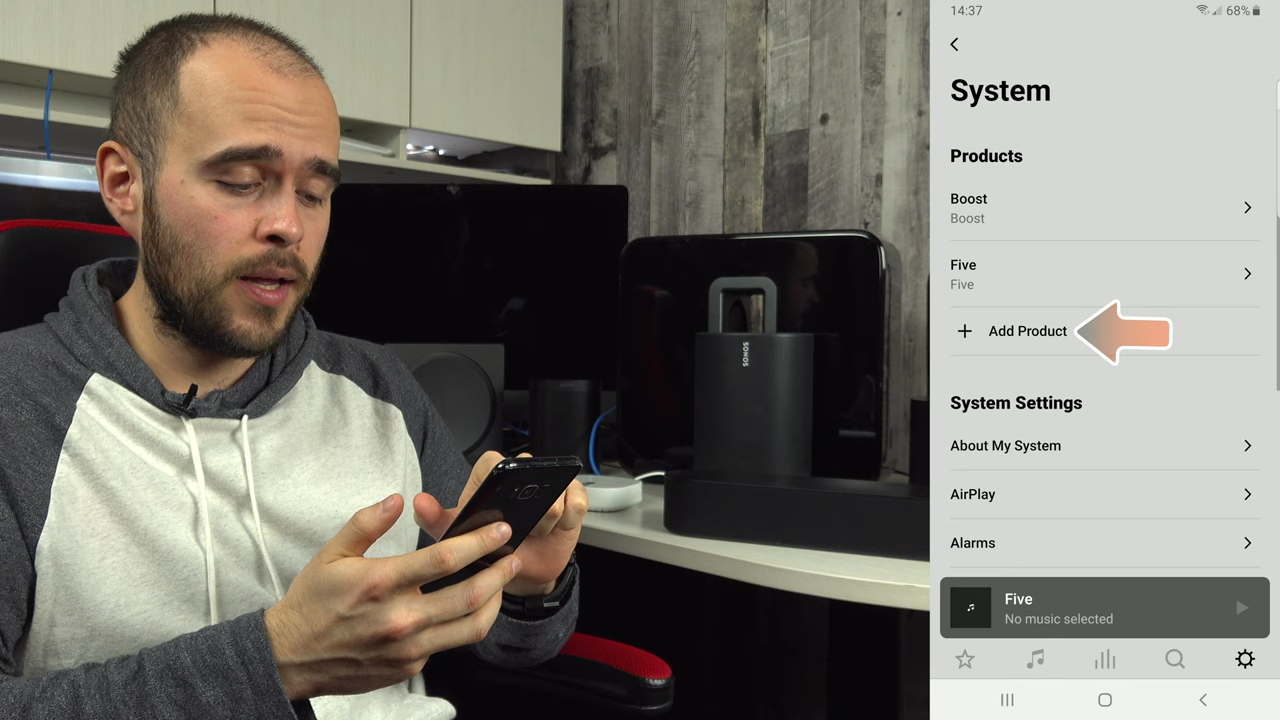 SONOS
14:37
68%
System
Products
Boost
Boost
Five
Five
Add Product
System Settings
About My System
AirPlay
Alarms
Five
No music selected